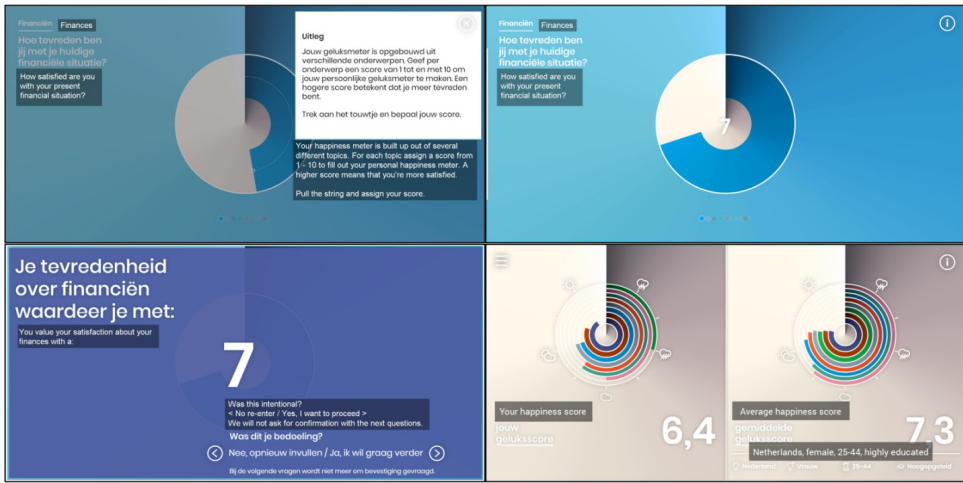 Financiën Finances
Hoe tevreden ben
jij met je huidige
financiële situatie?
How satisfied are you
with your present
financial situation?
Uitleg
Jouw geluksmeter is opgebouwd uit
verschillende onderwerpen. Geef per
onderwerp een score van 1 tot en met 10 om
jouw persoonlijke geluksmeter te maken. Een
hogere score betekent dat je meer tevreden
bent.
Trek aan het touwtje en bepaal jouw score.
Your happiness meter is built up out of several
different topics. For each topic assign a score from
1 - 10 to fill out your personal happiness meter. A
higher score means that you're more satisfied.
Pull the string and assign your score.
Financiën Finances
Hoe tevreden ben
jij met je huidige
financiële situatie?
How satisfied are you
with your present
financial situation?
7
i
Je tevredenheid
over financiën
waardeer je met:
You value your satisfaction about your
finances with a:
7
Was this intentional?
< No re-enter / Yes, I want to proceed >
We will not ask for confirmation with the next questions.
Was dit je bedoeling?
< Nee, opnieuw invullen / Ja, ik wil graag verder >
Bij de volgende vragen wordt niet meer om bevestiging gevraagd.
i
Your happiness score
jouw
geluksscore
6,4
Average happiness score
gemiddelde
geluksscore
7,3
Netherlands, female, 25-44, highly educated
Nederland Vrouw 25-44 Hoogopgeleid